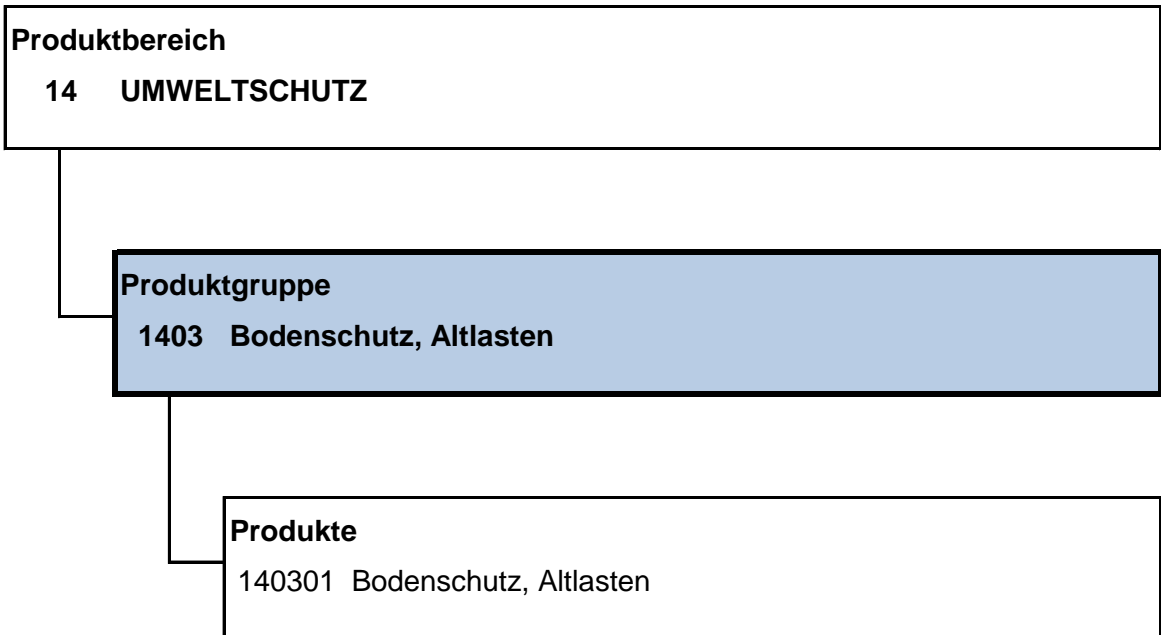 Produktbereich
14 UMWELTSCHUTZ
Produktgruppe
1403 Bodenschutz, Altlasten
Produkte
140301 Bodenschutz, Altlasten